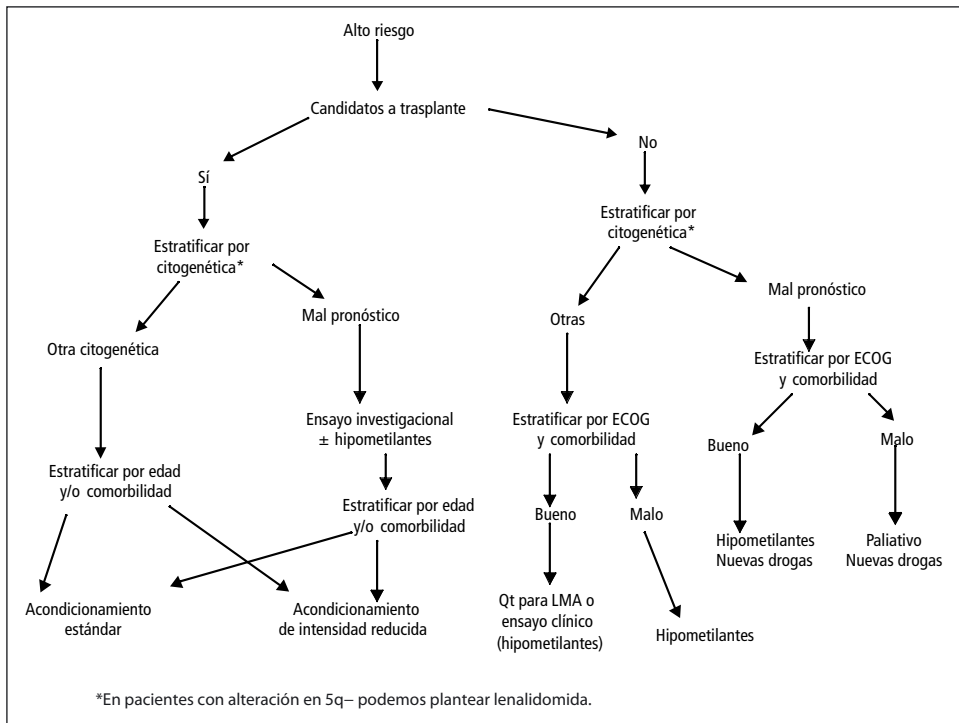 Alto riesgo
Candidatos a trasplante
No
Sí
Estratificar por
citogenética*
Estratificar por
citogenética*
Mal pronóstico
Mal pronóstico
Otras
Otra citogenética
Estratificar por ECOG
y comorbilidad
Ensayo investigacional
± hipometilantes
Estratificar por ECOG
y comorbilidad
Bueno
Malo
Estratificar por edad
y/o comorbilidad
Estratificar por edad
y/o comorbilidad
Bueno
Malo
Hipometilantes
Nuevas drogas
Paliativo
Nuevas drogas
Acondicionamiento
estándar
Acondicionamiento
de intensidad reducida
Qt para LMA o
ensayo clínico
(hipometilantes)
Hipometilantes
*En pacientes con alteración en 5q– podemos plantear lenalidomida.